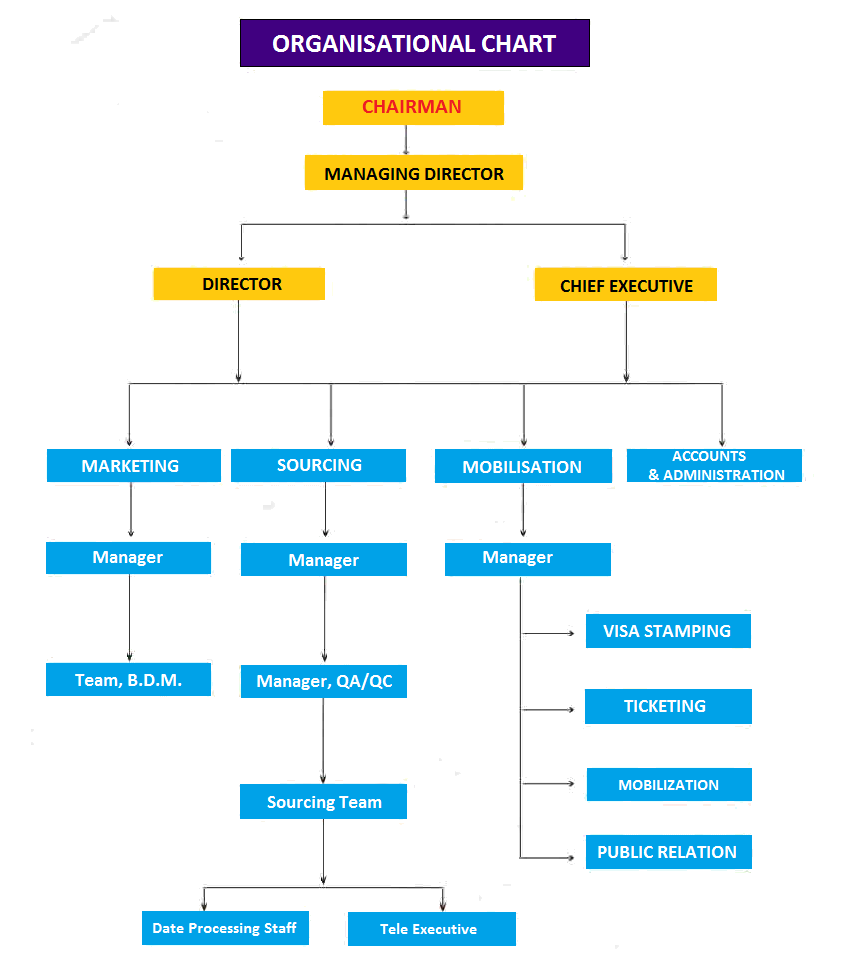 ORGANISATIONAL CHART
CHAIRMAN
MANAGING DIRECTOR
DIRECTOR
CHIEF EXECUTIVE
MARKETING
SOURCING
MOBILISATION
ACCOUNTS
& ADMINISTRATION
Manager
Manager
Manager
VISA STAMPING
Team, B.D.M.
Manager, QA/QC
TICKETING
MOBILIZATION
Sourcing Team
PUBLIC RELATION
Date Processing Staff
Tele Executive